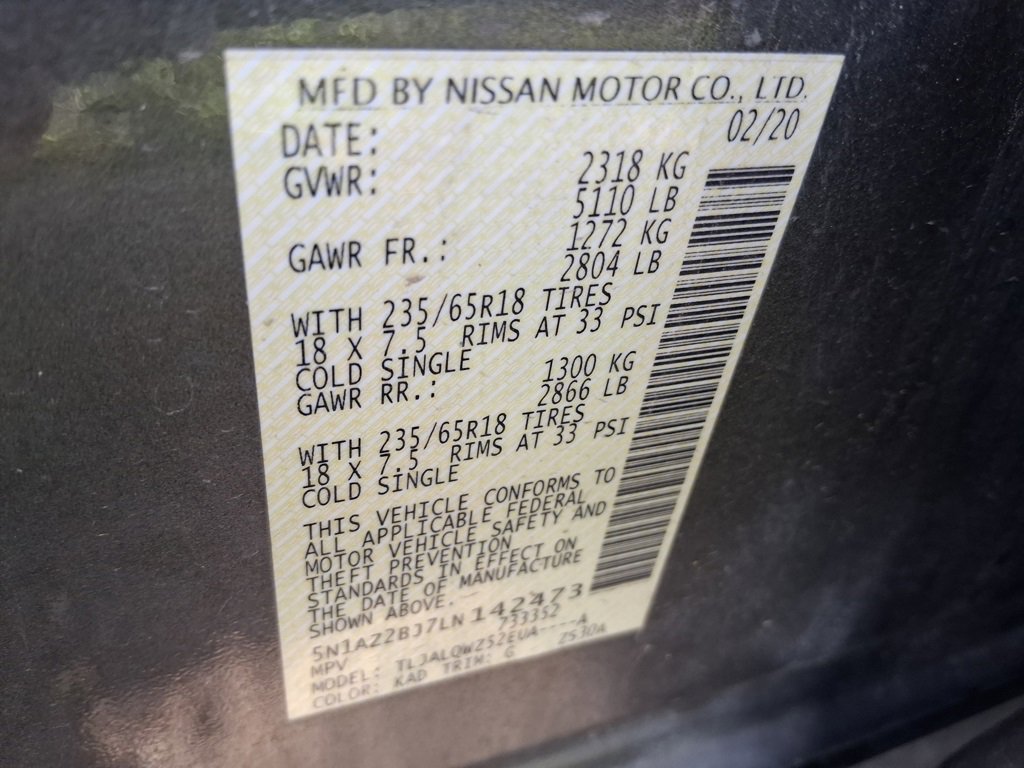 MFD BY NISSAN MOTOR CO., LTD.
DATE: 02/20
GVWR: 2318 KG
5110 LB
GAWR FR.: 1272 KG
2804 LB
WITH 235/65R18 TIRES
18 X 7.5 RIMS AT 33 PSI
COLD SINGLE
GAWR RR.: 1300 KG
2866 LB
WITH 235/65R18 TIRES
18 X 7.5 RIMS AT 33 PSI
COLD SINGLE
THIS VEHICLE CONFORMS TO
ALL APPLICABLE FEDERAL
MOTOR VEHICLE SAFETY AND
THEFT PREVENTION
STANDARDS IN EFFECT ON
THE DATE OF MANUFACTURE
SHOWN ABOVE.
5N1AZ2BJ7LN142473
MPV 733352
MODEL: TLJALQWZS2EUA----A
COLOR: KAD TRIM: G ZS30A